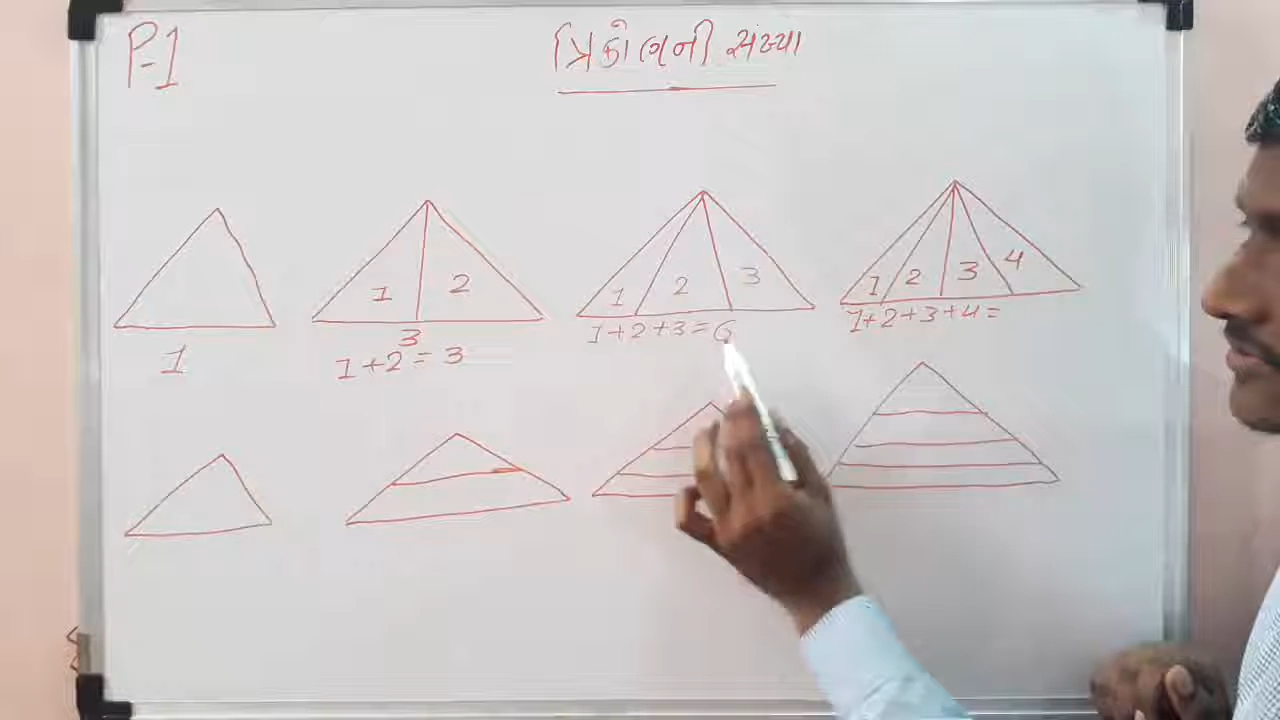 P-1
ત્રિકોણની સંખ્યા
1 2
1 2 3
1 2 3 4
1
3
1+2=3
1+2+3=6
1+2+3+4=